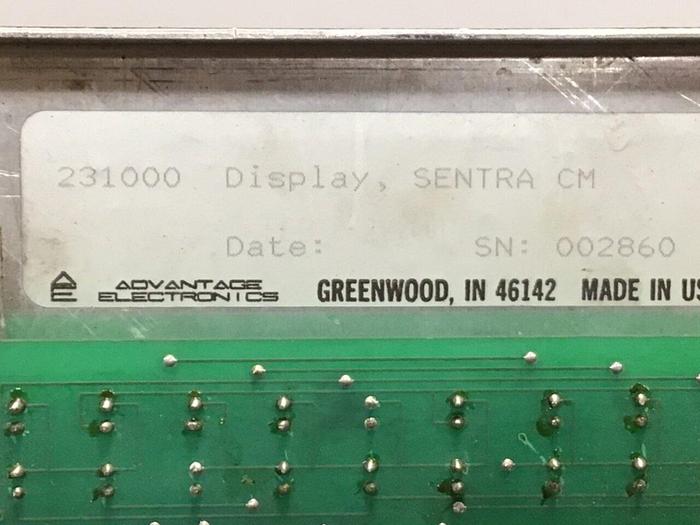 231000 Display, SENTRA CM
Date: SN: 002860
ADVANTAGE
ELECTRONICS GREENWOOD, IN 46142 MADE IN US